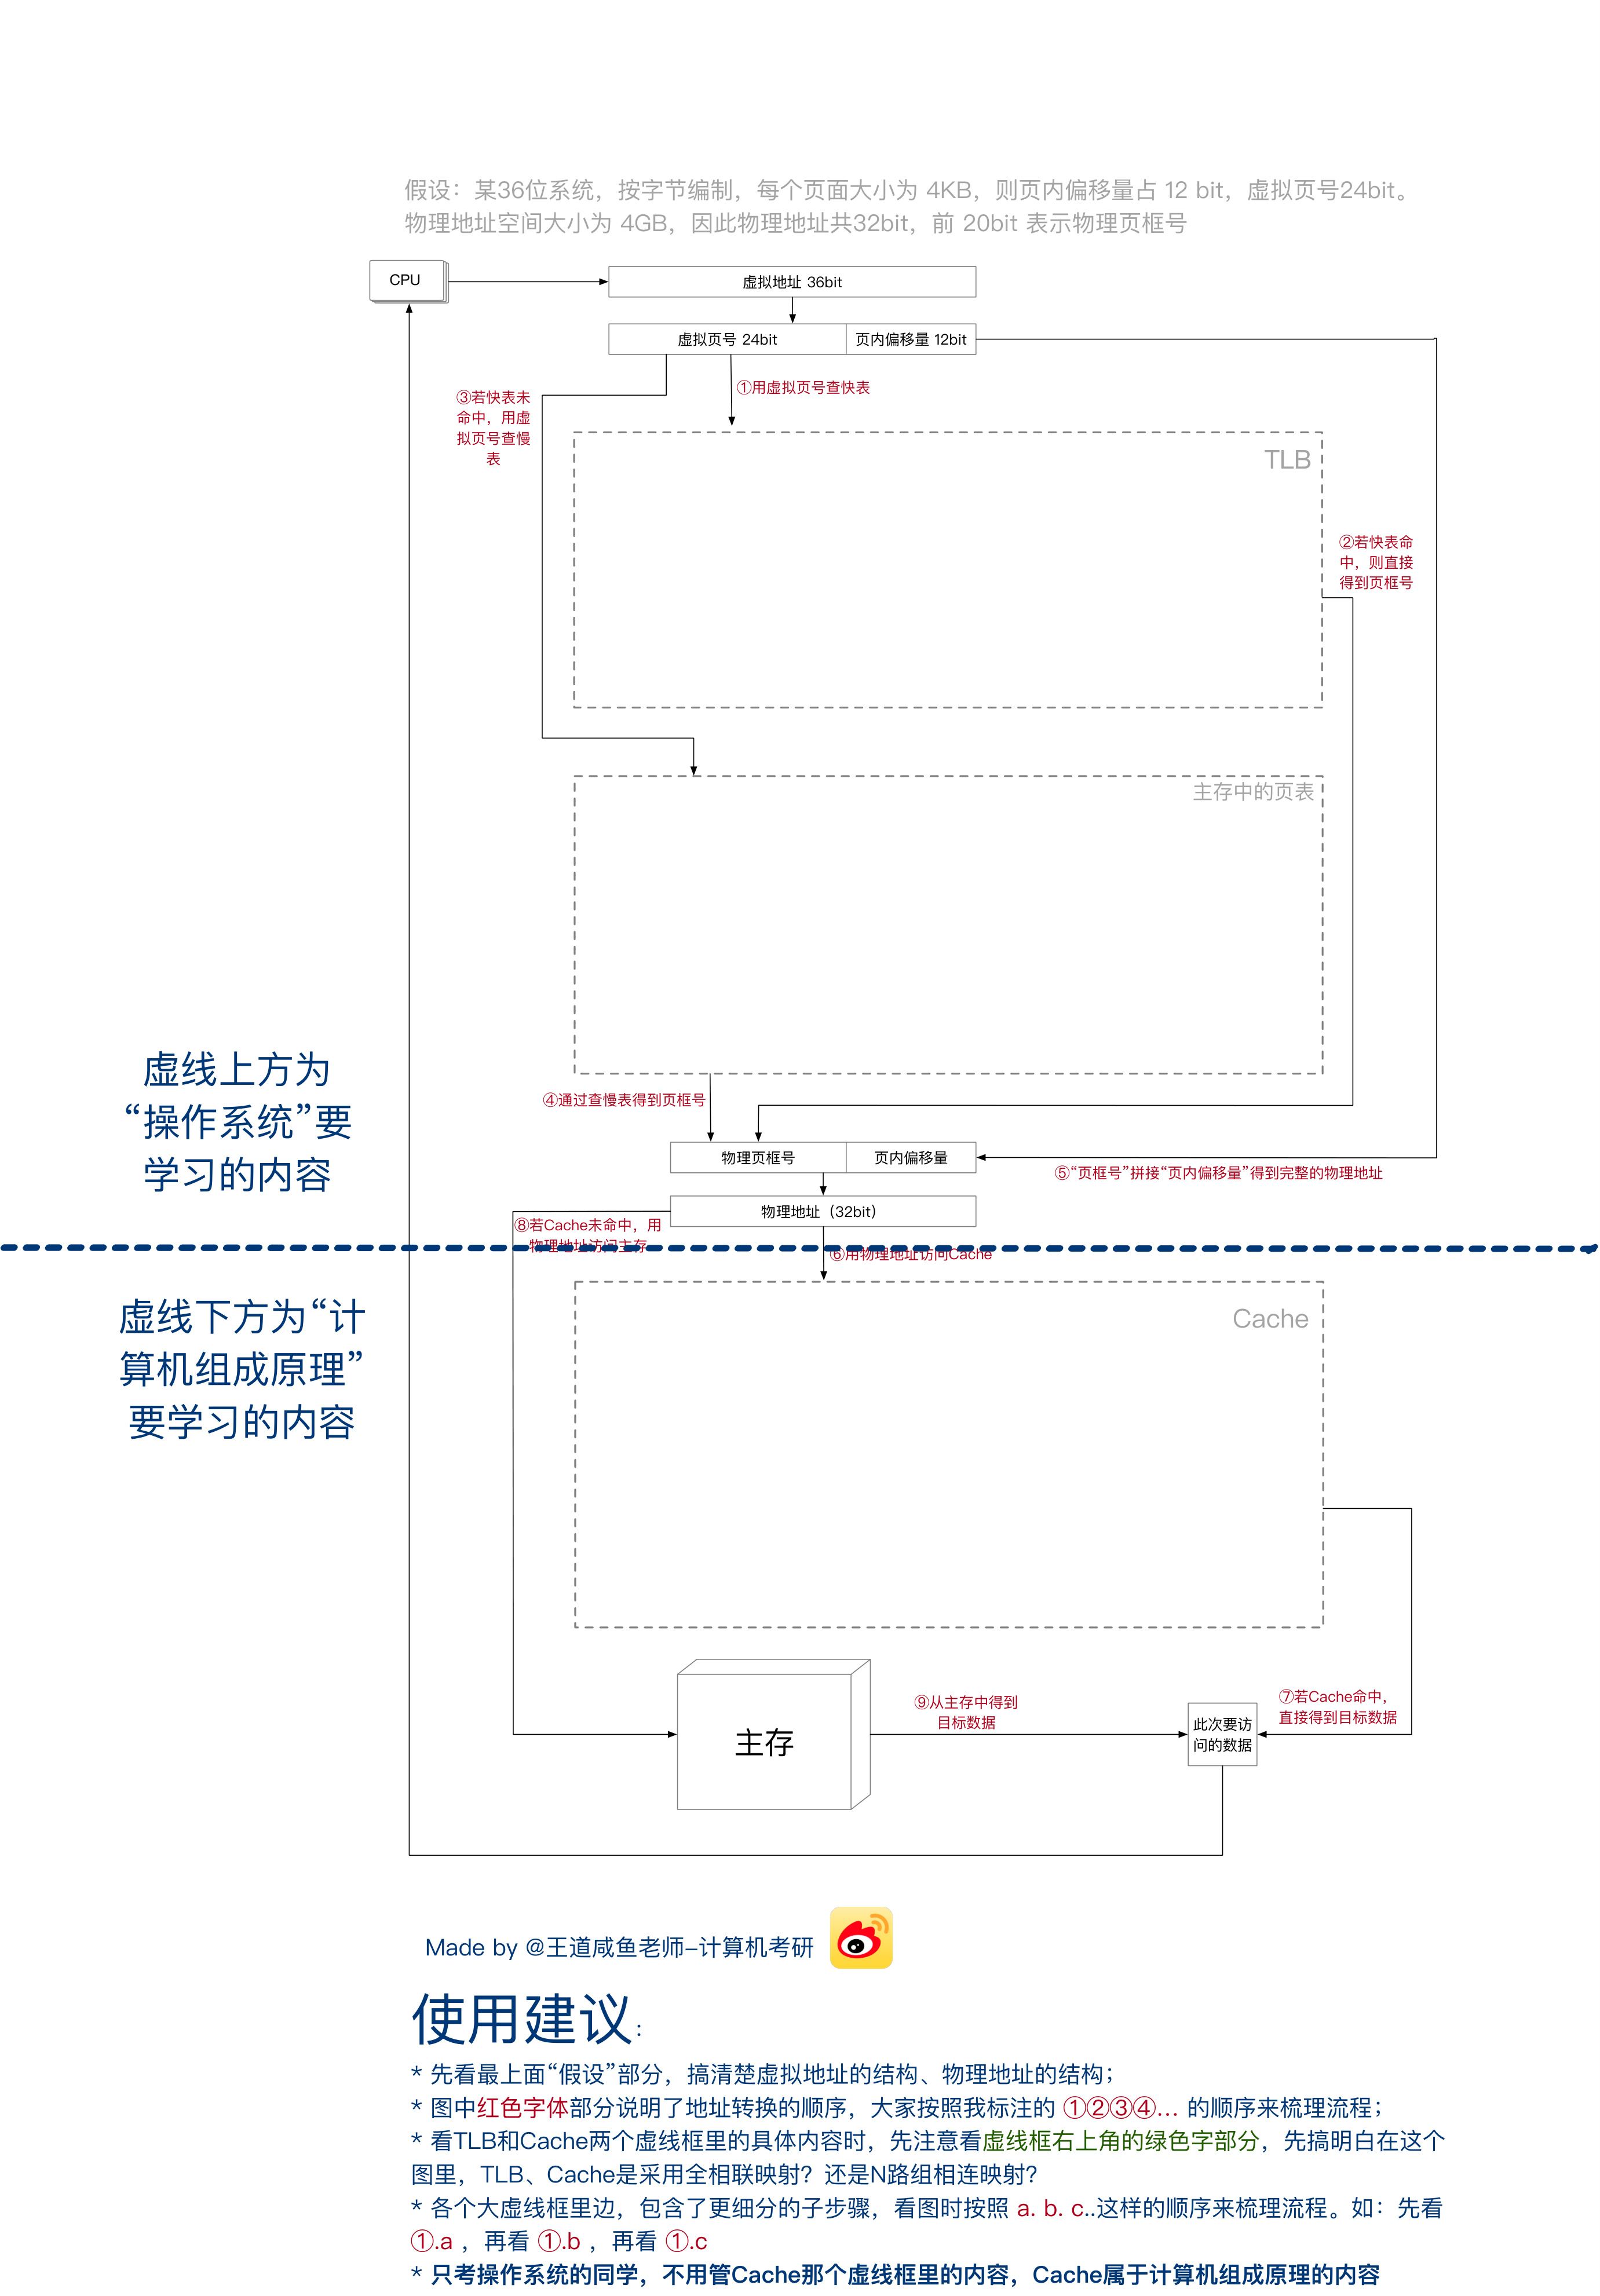 假设：某36位系统，按字节编制，每个页面大小为 4KB，则页内偏移量占 12 bit，虚拟页号24bit。
物理地址空间大小为 4GB，因此物理地址共32bit，前 20bit 表示物理页框号
CPU
虚拟地址 36bit
虚拟页号 24bit
页内偏移量 12bit
①用虚拟页号查快表
③若快表未
命中，用虚
拟页号查慢
表
TLB
②若快表命
中，则直接
得到页框号
主存中的页表
虚线上方为
“操作系统”要
学习的内容
④通过查慢表得到页框号
物理页框号
页内偏移量
⑤“页框号”拼接“页内偏移量”得到完整的物理地址
物理地址（32bit）
⑧若Cache未命中，用
物理地址访问主存
⑥用物理地址访问Cache
虚线下方为“计
算机组成原理”
要学习的内容
Cache
主存
⑨从主存中得到
目标数据
此次要访
问的数据
⑦若Cache命中，
直接得到目标数据
Made by @王道咸鱼老师-计算机考研
使用建议：
* 先看最上面“假设”部分，搞清楚虚拟地址的结构、物理地址的结构；
* 图中红色字体部分说明了地址转换的顺序，大家按照我标注的 ①②③④... 的顺序来梳理流程；
* 看TLB和Cache两个虚线框里的具体内容时，先注意看虚线框右上角的绿色字部分，先搞明白在这个
图里，TLB、Cache是采用全相联映射？还是N路组相连映射？
* 各个大虚线框里边，包含了更细分的子步骤，看图时按照 a. b. c..这样的顺序来梳理流程。如：先看
①.a ，再看 ①.b ，再看 ①.c
* 只考操作系统的同学，不用管Cache那个虚线框里的内容，Cache属于计算机组成原理的内容